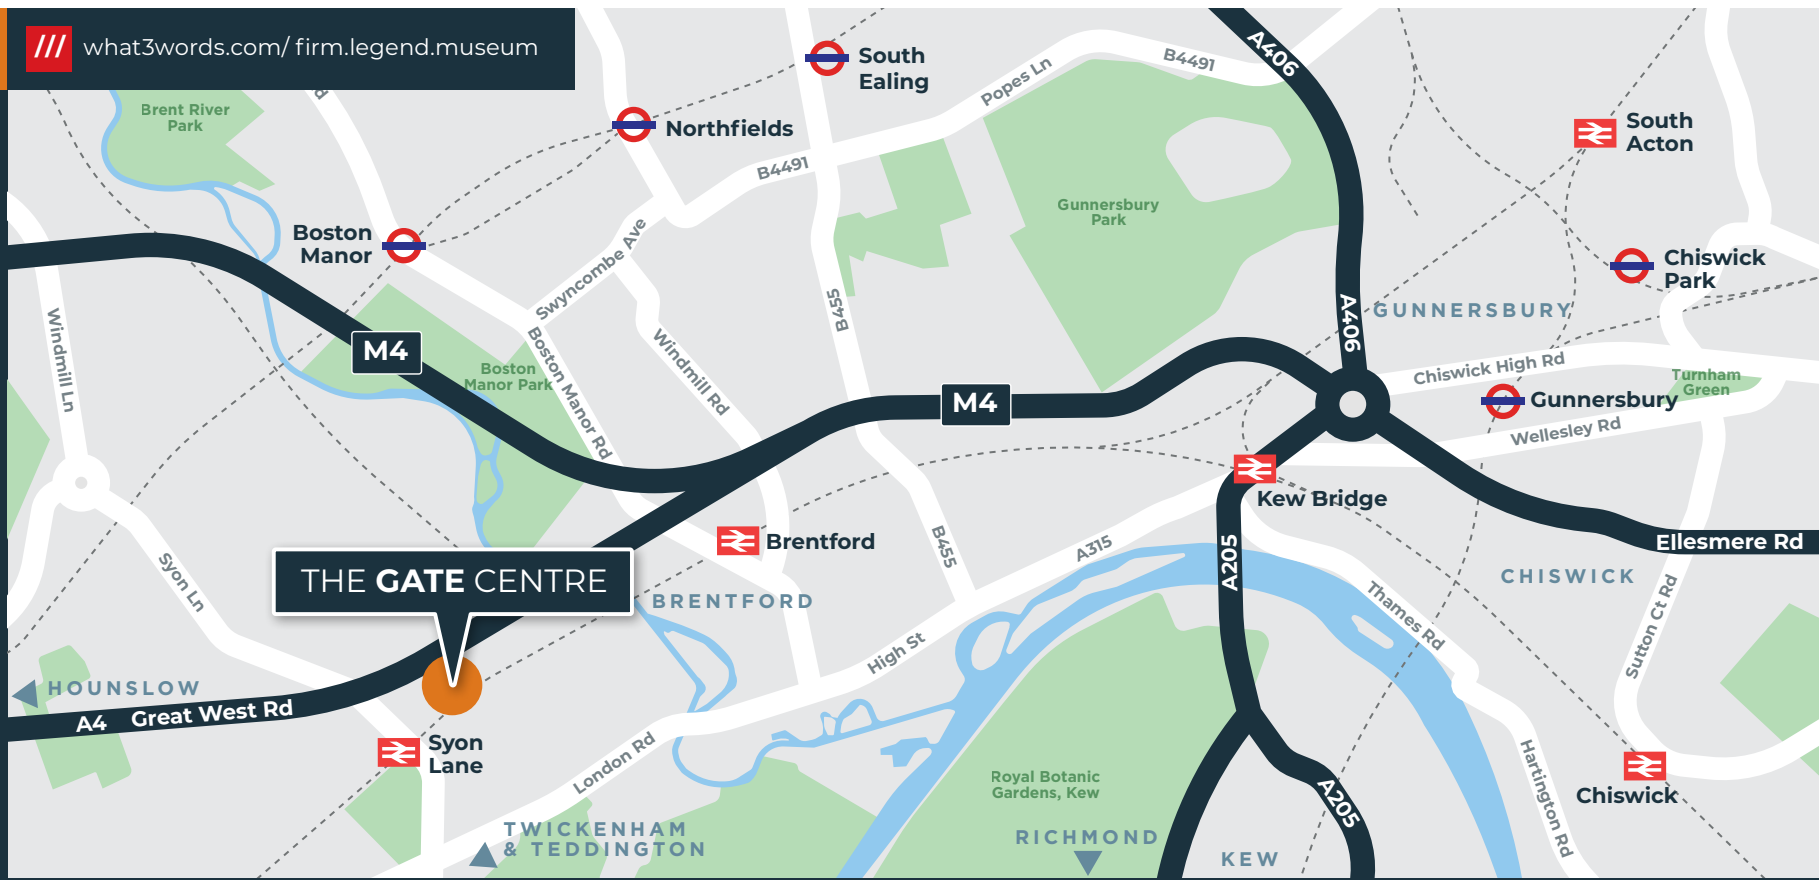 /// what3words.com/ firm.legend.museum
South
Ealing
A406
B4491
Popes Ln
Brent River
Park
Northfields
South
Acton
B4491
Gunnersbury
Park
Boston
Manor
Swyncombe Ave
Chiswick
Park
Windmill Ln
B455
A406
GUNNERSBURY
M4
Boston
Manor Park
Boston Manor Rd
Windmill Rd
M4
Chiswick High Rd
Turnham
Green
Gunnersbury
Wellesley Rd
Kew Bridge
Brentford
B455
A315
A205
Ellesmere Rd
Syon Ln
THE GATE CENTRE
BRENTFORD
CHISWICK
Thames Rd
Sutton Ct Rd
High St
HOUNSLOW
A4 Great West Rd
Syon
Lane
London Rd
Royal Botanic
Gardens, Kew
A205
Hartington Rd
Chiswick
TWICKENHAM
& TEDDINGTON
RICHMOND
KEW